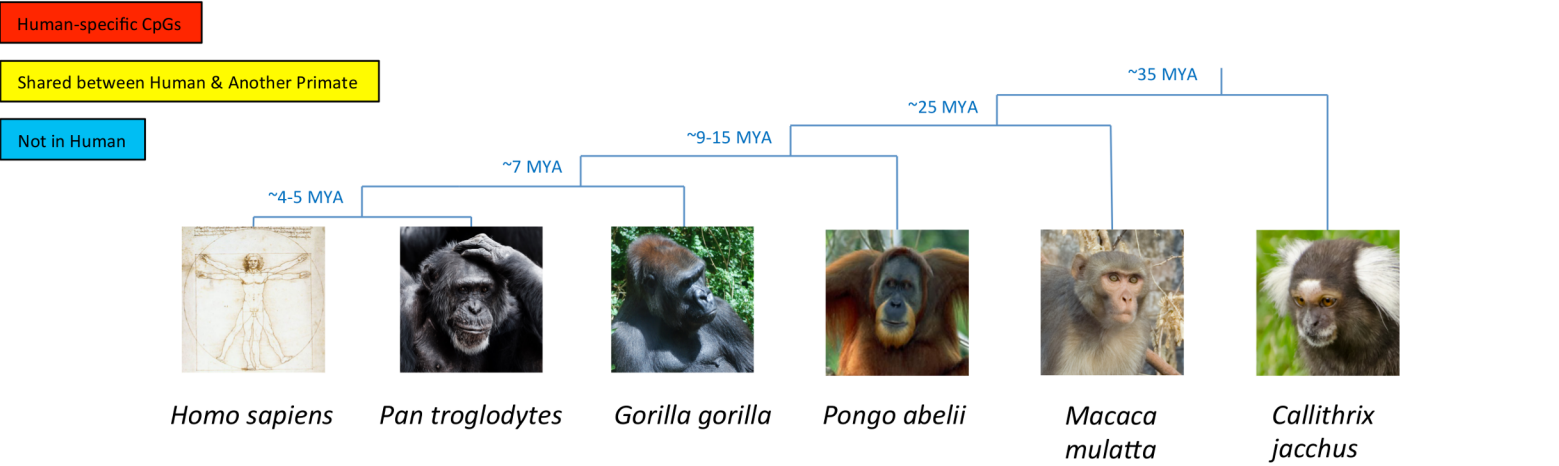 Human-specific CpGs
Shared between Human & Another Primate
Not in Human
~35 MYA
~25 MYA
~9-15 MYA
~7 MYA
~4-5 MYA
Homo sapiens
Pan troglodytes
Gorilla gorilla
Pongo abelii
Macaca
mulatta
Callithrix
jacchus